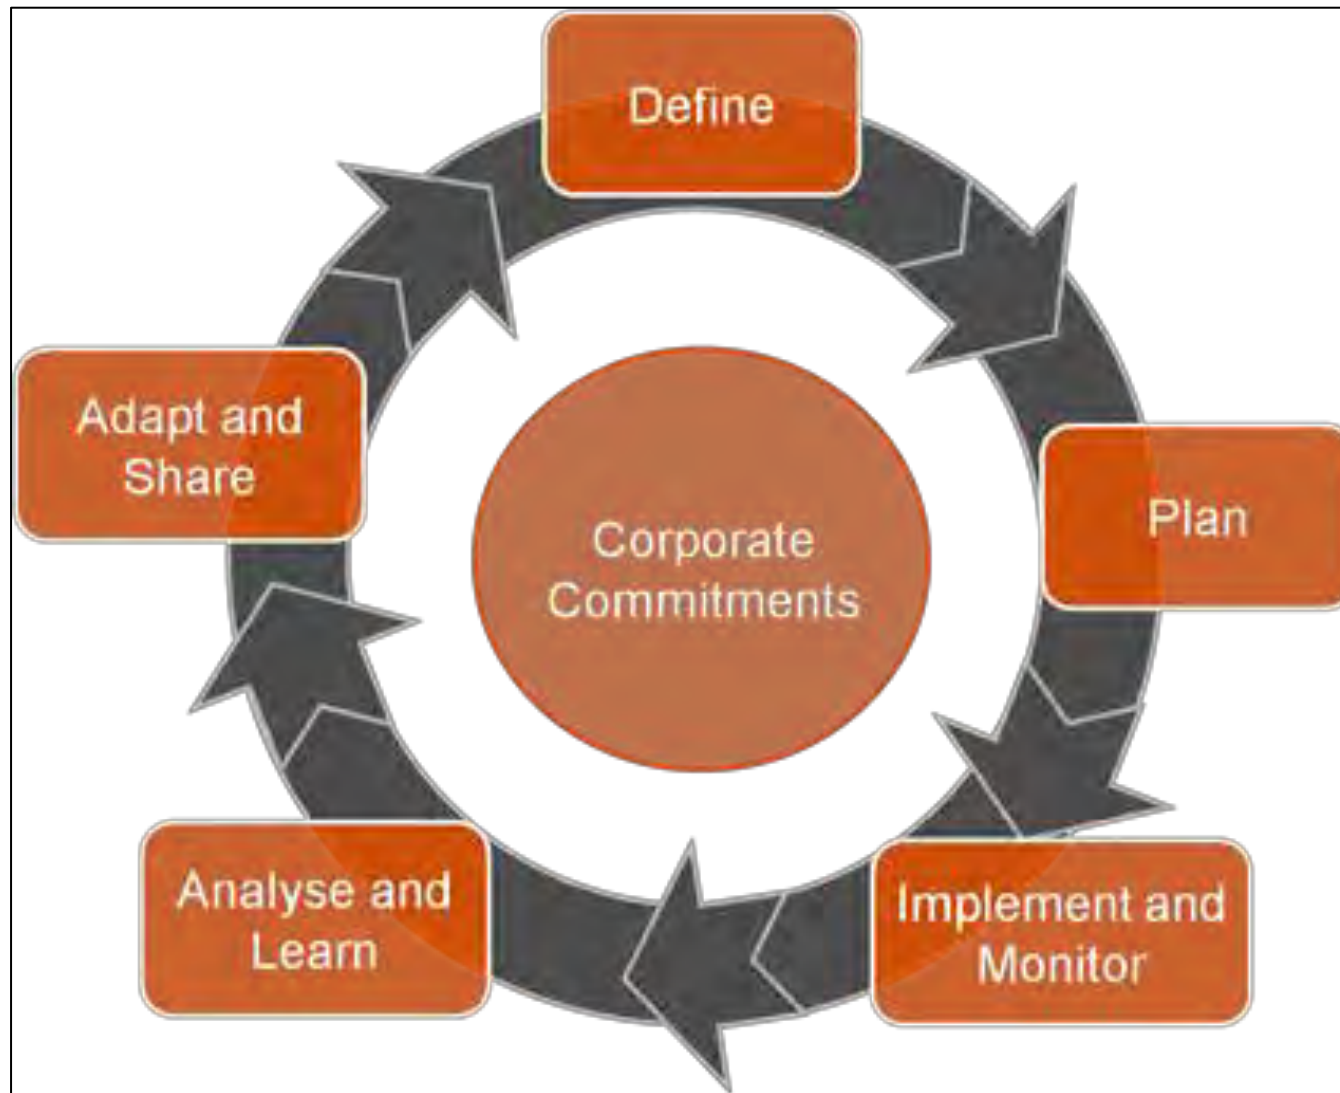 Define
Plan
Implement and
Monitor
Analyse and
Learn
Adapt and
Share
Corporate
Commitments